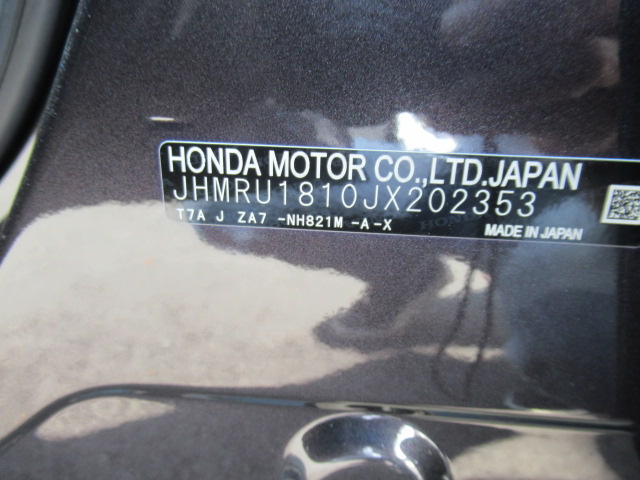 HONDA MOTOR CO.,LTD.JAPAN
JHMRU1810JX202353
T7A J ZA7 -NH821M -A-X
MADE IN JAPAN